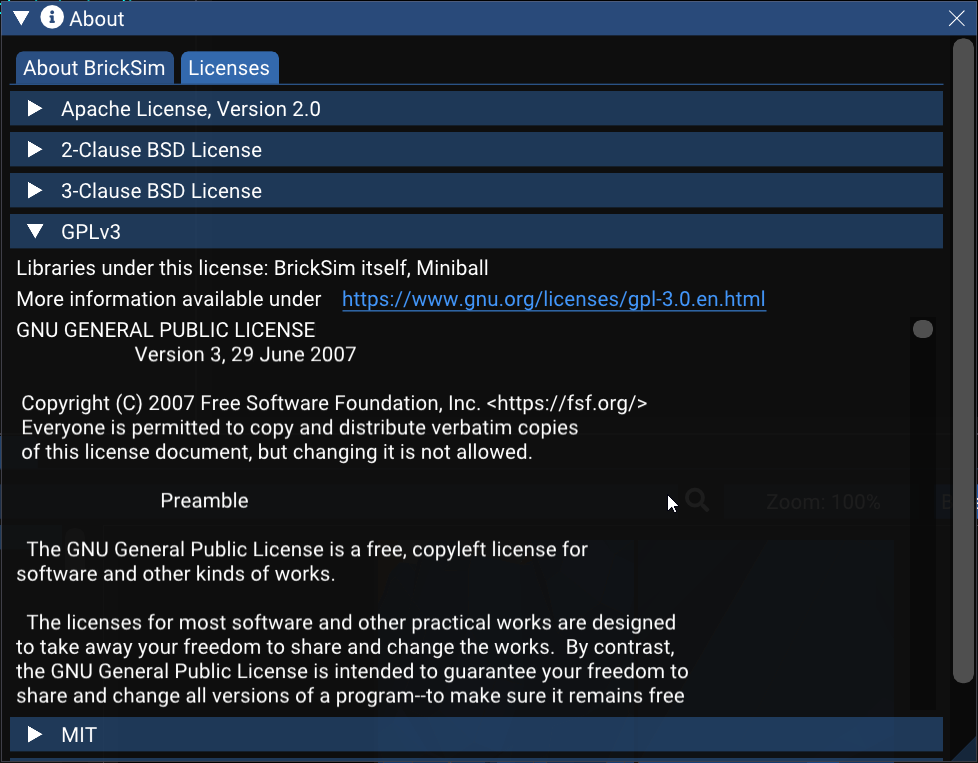 About
About BrickSim
Licenses
Apache License, Version 2.0
2-Clause BSD License
3-Clause BSD License
GPLv3
Libraries under this license: BrickSim itself, Miniball
More information available under https://www.gnu.org/licenses/gpl-3.0.en.html
GNU GENERAL PUBLIC LICENSE
Version 3, 29 June 2007
Copyright (C) 2007 Free Software Foundation, Inc. <https://fsf.org/>
Everyone is permitted to copy and distribute verbatim copies
of this license document, but changing it is not allowed.
Preamble
Zoom: 100%
The GNU General Public License is a free, copyleft license for
software and other kinds of works.
The licenses for most software and other practical works are designed
to take away your freedom to share and change the works.  By contrast,
the GNU General Public License is intended to guarantee your freedom to
share and change all versions of a program--to make sure it remains free
MIT